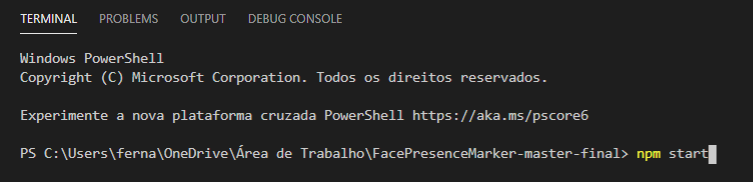 TERMINAL PROBLEMS OUTPUT DEBUG CONSOLE
Windows PowerShell
Copyright (C) Microsoft Corporation. Todos os direitos reservados.
Experimente a nova plataforma cruzada PowerShell https://aka.ms/pscore6
PS C:\Users\ferna\OneDrive\Área de Trabalho\FacePresenceMarker-master-final> npm start